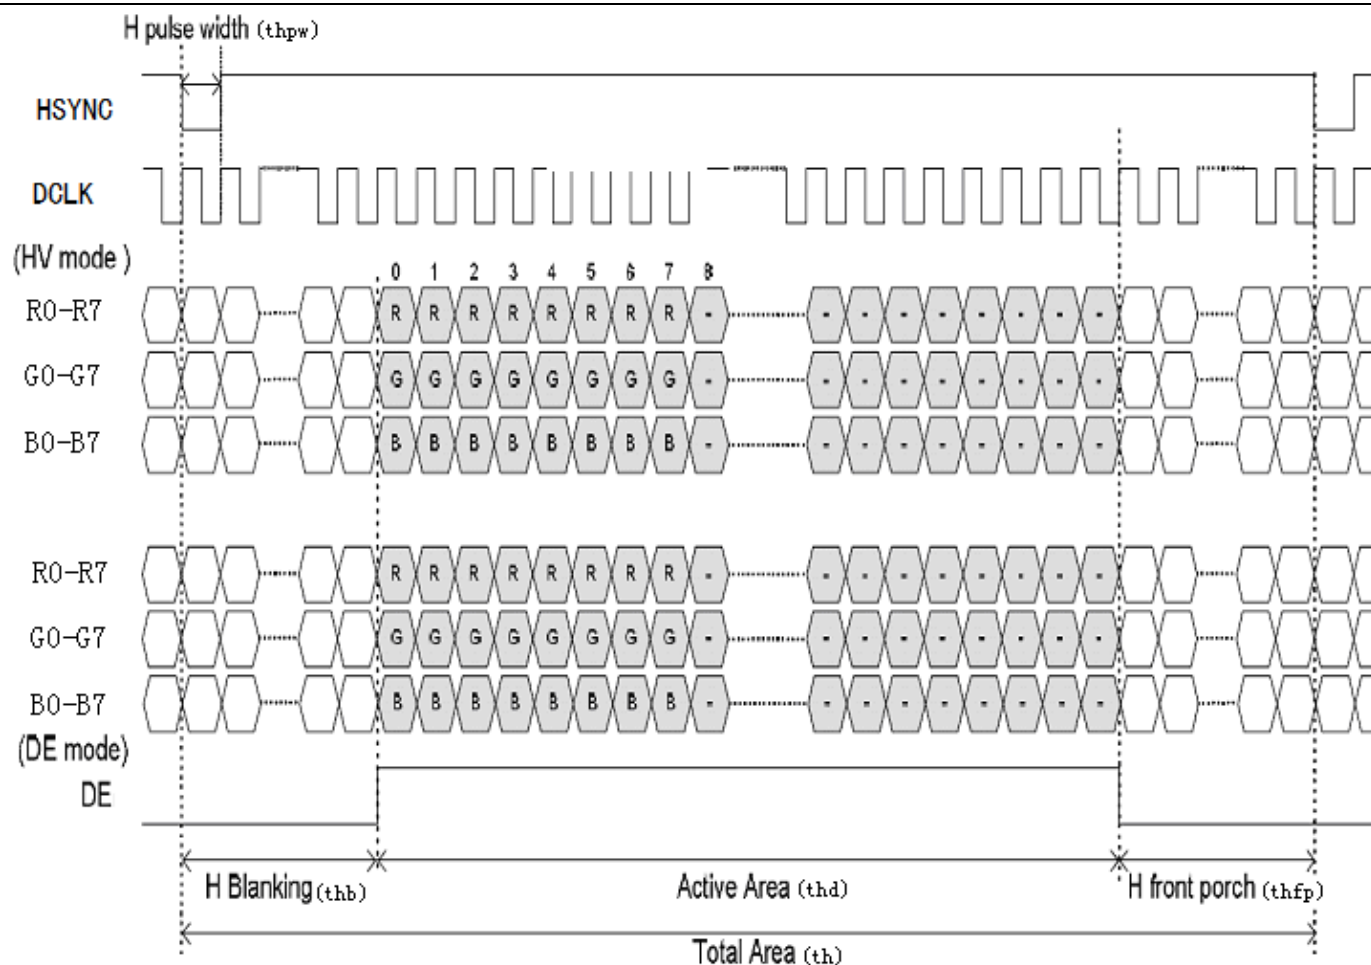 H pulse width (thpw)
HSYNC
DCLK
(HV mode )
0 1 2 3 4 5 6 7 8
R0-R7 R R R R R R R R - - - - - - - - -
G0-G7 G G G G G G G G - - - - - - - - -
B0-B7 B B B B B B B B - - - - - - - - -
R0-R7 R R R R R R R R - - - - - - - - -
G0-G7 G G G G G G G G - - - - - - - - -
B0-B7 B B B B B B B B - - - - - - - - -
(DE mode)
DE
H Blanking (thb) Active Area (thd) H front porch (thfp)
Total Area (th)